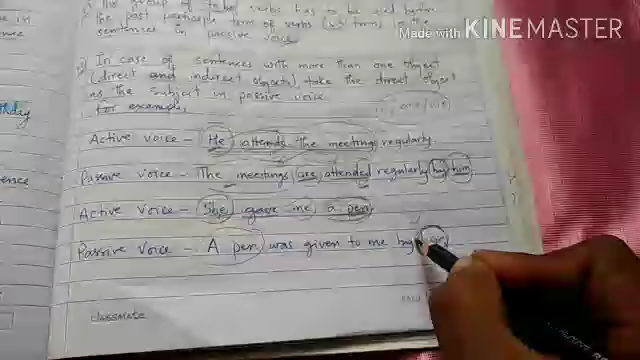 Made with KINEMASTER
The group of to be verbs has to be used before
the past participle form of verbs (v3 form) in the
sentences in passive voice
In case of sentences with more than one object
(direct and indirect objects), take the direct object
as the subject in passive voice.
For example
Active voice - He attends the meetings regularly.
Passive voice - The meetings are attended regularly by him
Active voice - She gave me a pen.
Passive voice - A pen was given to me by
classmate